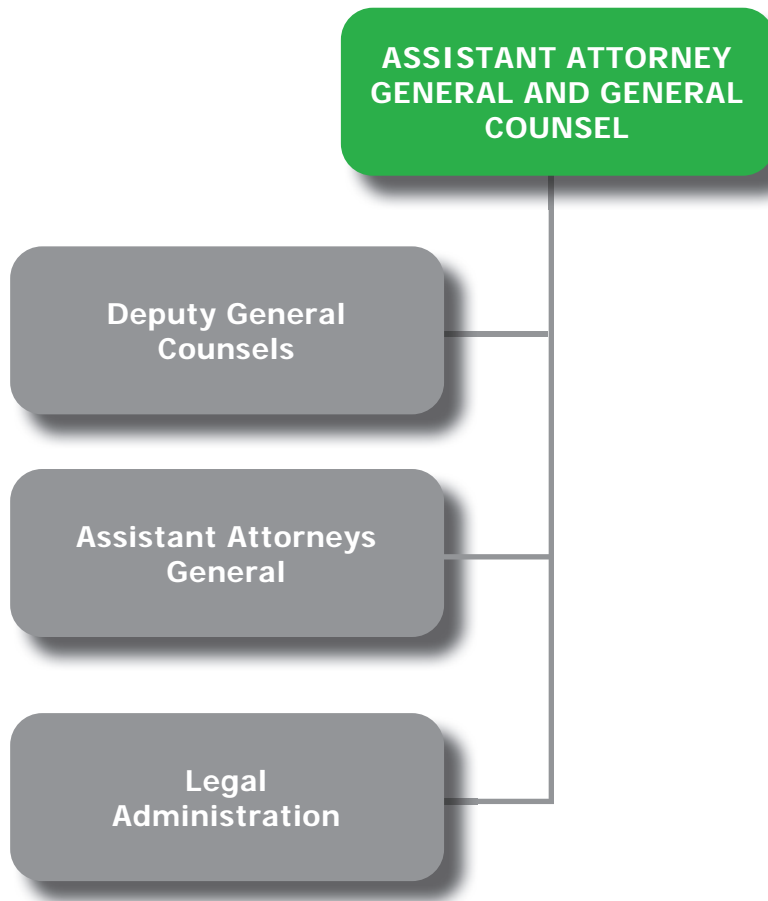 ASSISTANT ATTORNEY
GENERAL AND GENERAL
COUNSEL
Deputy General
Counsels
Assistant Attorneys
General
Legal
Administration